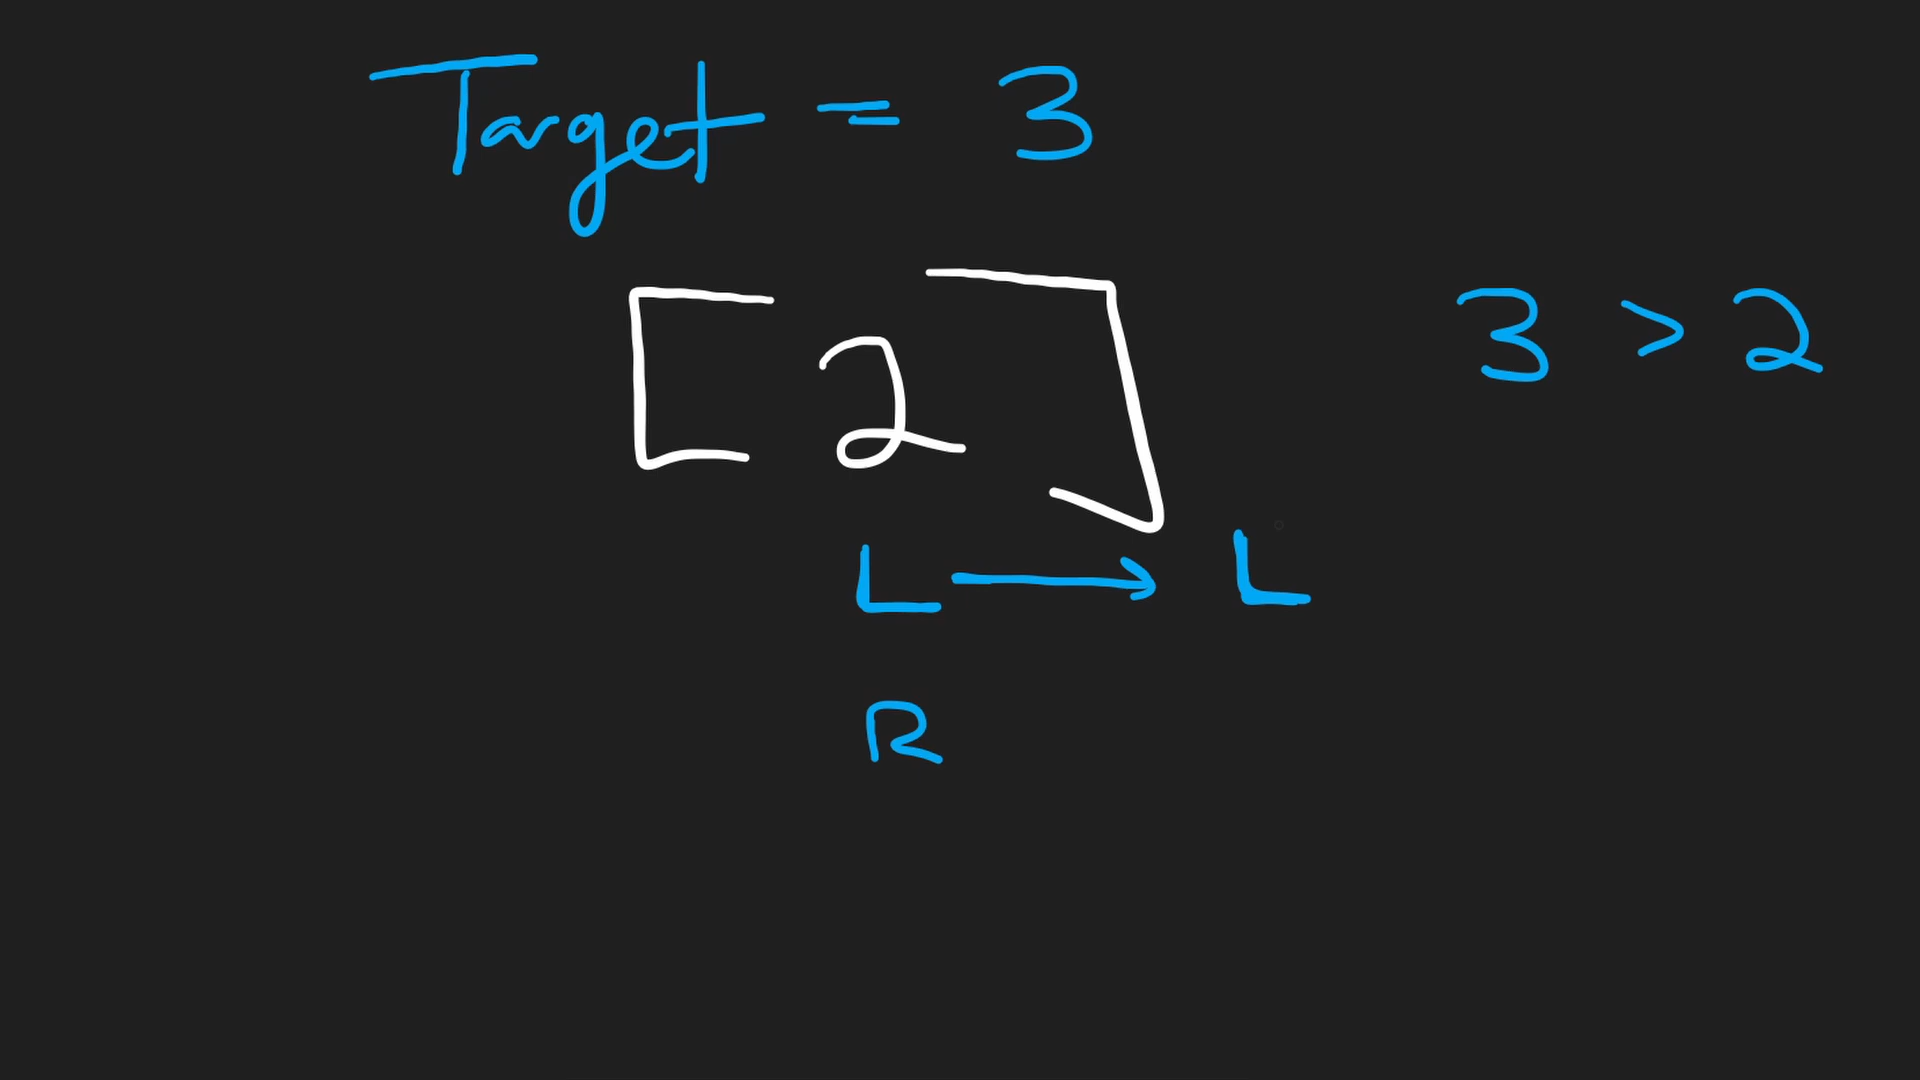 Target = 3
[ 2 ]
3 > 2
L → L
R